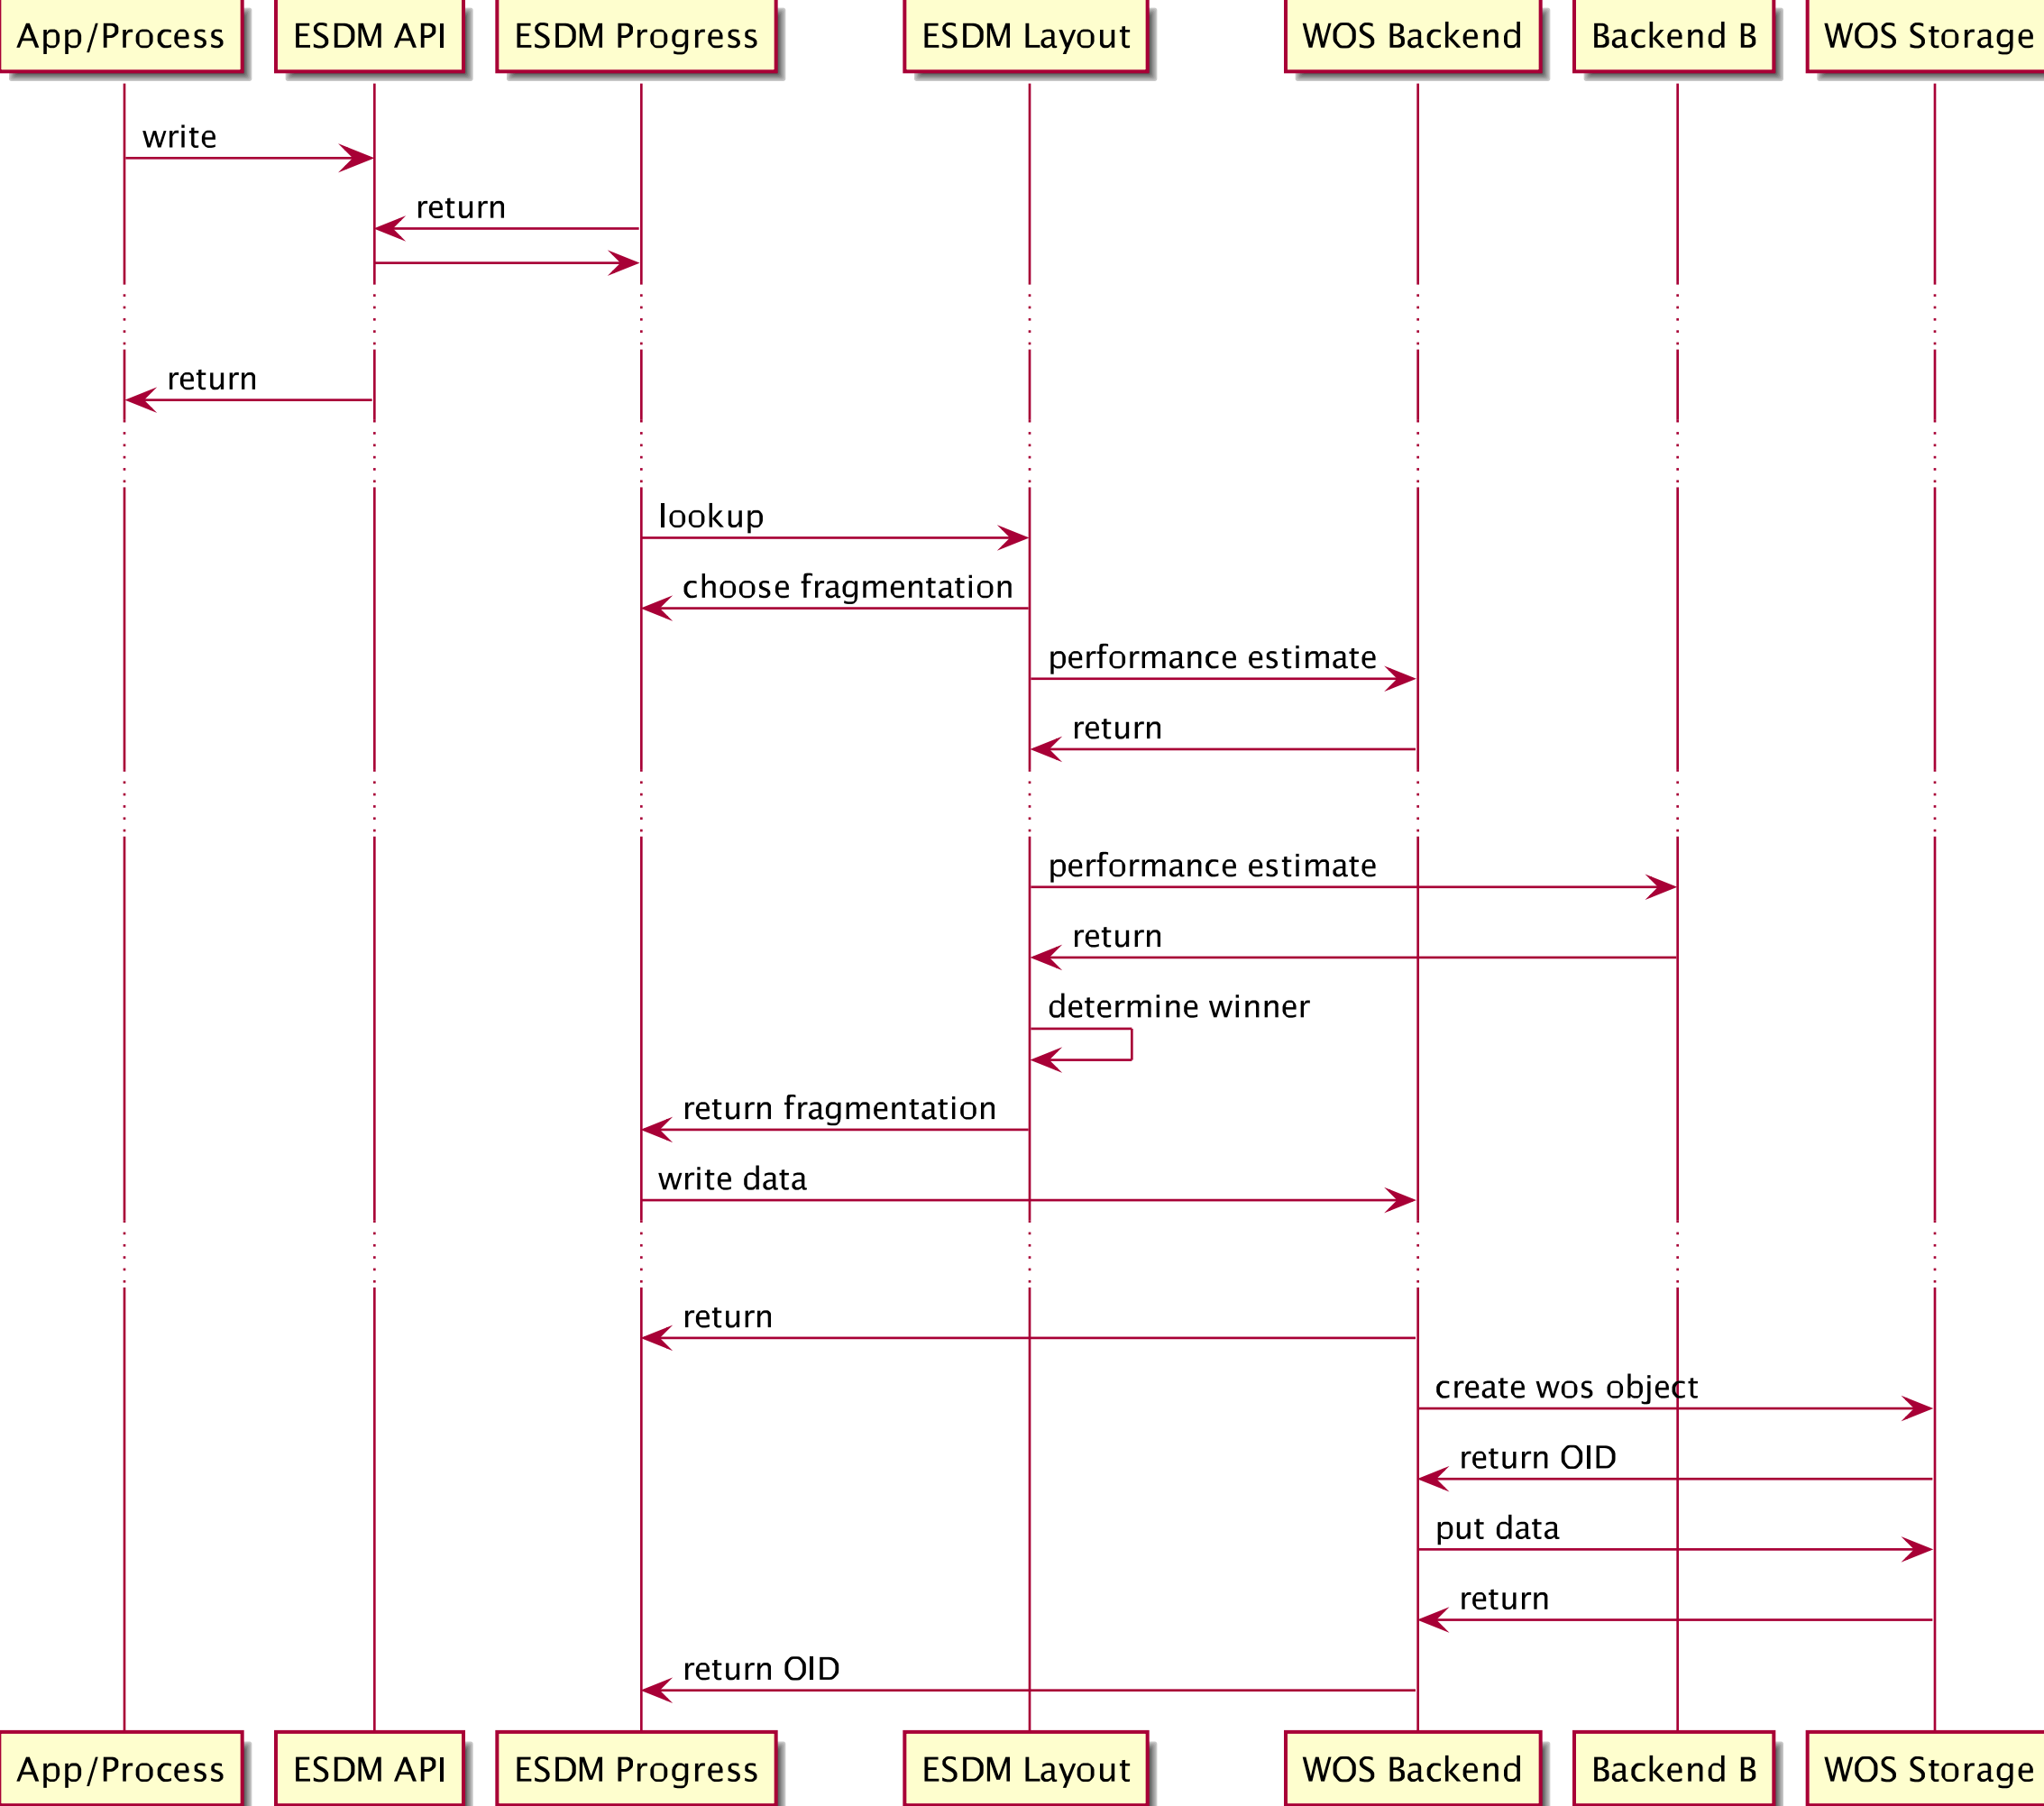 App/Process
ESDM API
ESDM Progress
ESDM Layout
WOS Backend
Backend B
WOS Storage
write
return
return
lookup
choose fragmentation
performance estimate
return
performance estimate
return
determine winner
return fragmentation
write data
return
create wos object
return OID
put data
return
return OID
App/Process
ESDM API
ESDM Progress
ESDM Layout
WOS Backend
Backend B
WOS Storage